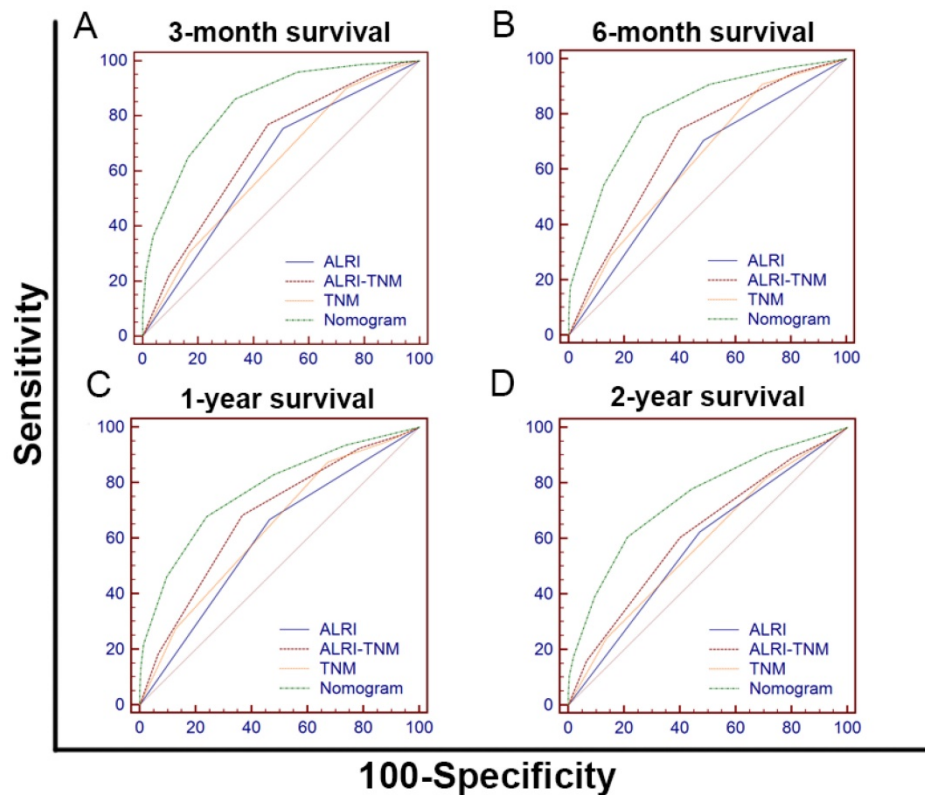 A
3-month survival
100
80
60
40
20
0
ALRI
ALRI-TNM
TNM
Nomogram
0 20 40 60 80 100
B
6-month survival
100
80
60
40
20
0
ALRI
ALRI-TNM
TNM
Nomogram
0 20 40 60 80 100
C
1-year survival
100
80
60
40
20
0
ALRI
ALRI-TNM
TNM
Nomogram
0 20 40 60 80 100
D
2-year survival
100
80
60
40
20
0
ALRI
ALRI-TNM
TNM
Nomogram
0 20 40 60 80 100
Sensitivity
100-Specificity